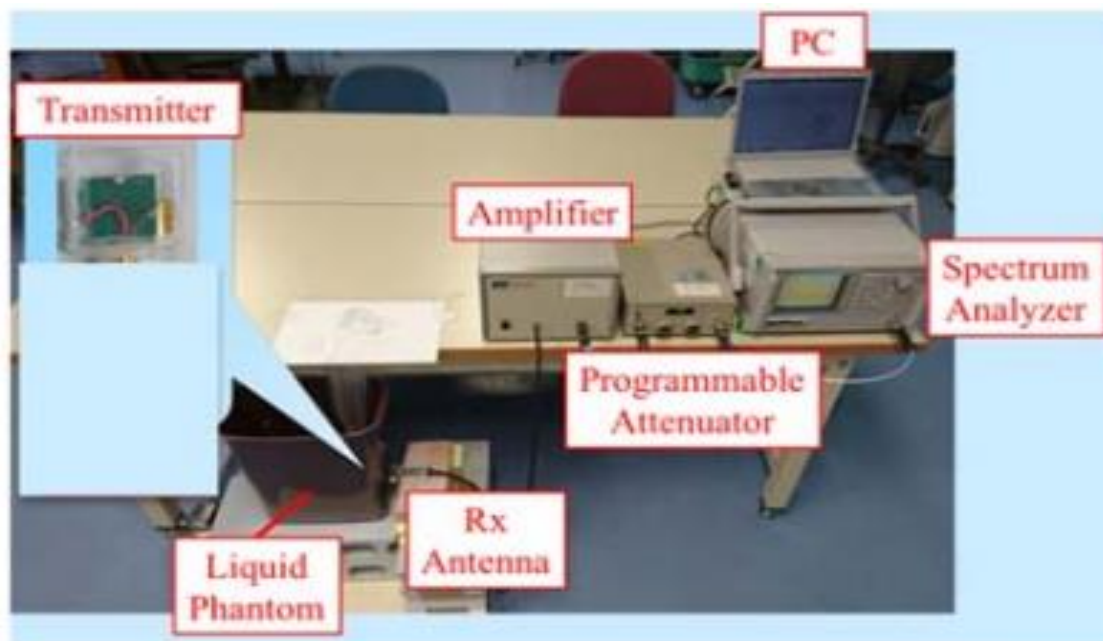 PC
Transmitter
Amplifier
Spectrum
Analyzer
Programmable
Attenuator
Rx
Antenna
Liquid
Phantom